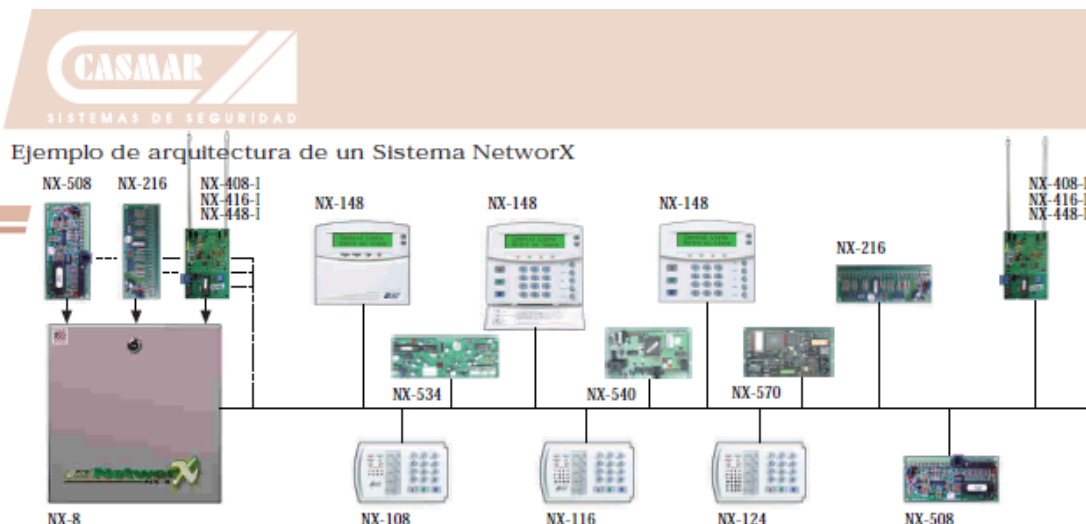 CASMAR
SISTEMAS DE SEGURIDAD
Ejemplo de arquitectura de un Sistema NetworX
NX-508
NX-216
NX-408-I
NX-416-I
NX-448-I
NX-148
NX-148
NX-148
NX-216
NX-408-I
NX-416-I
NX-448-I
NX-534
NX-540
NX-570
NetworX
NX-8
NX-108
NX-116
NX-124
NX-508